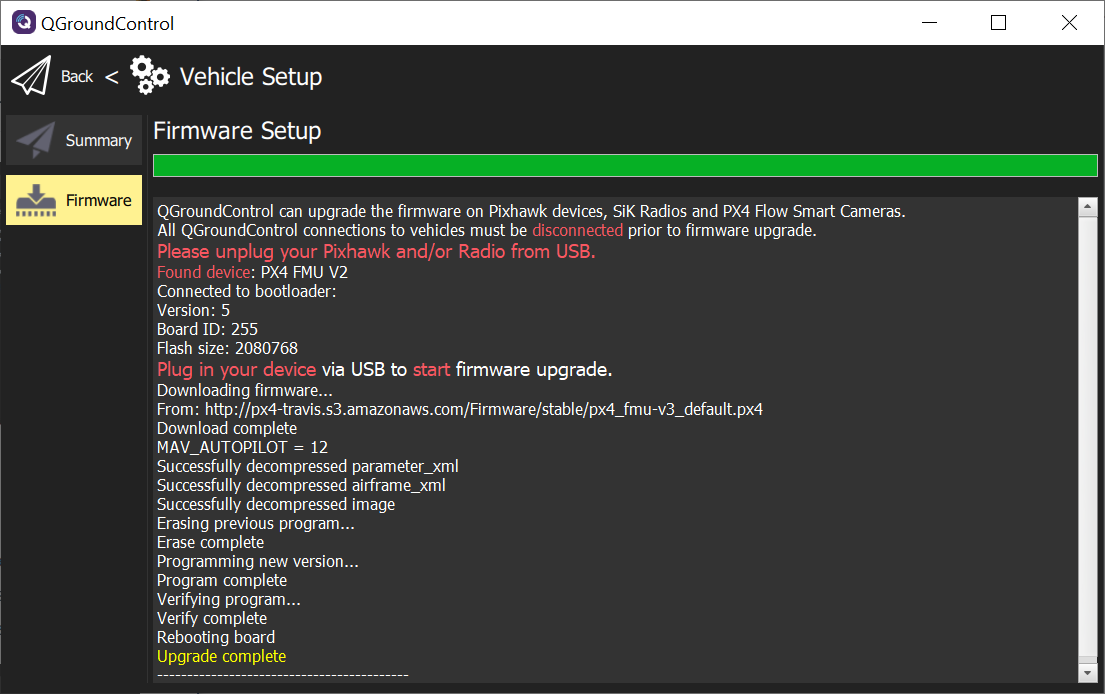 QGroundControl
Back < Vehicle Setup
Summary
Firmware
Firmware Setup
QGroundControl can upgrade the firmware on Pixhawk devices, SiK Radios and PX4 Flow Smart Cameras.
All QGroundControl connections to vehicles must be disconnected prior to firmware upgrade.
Please unplug your Pixhawk and/or Radio from USB.
Found device: PX4 FMU V2
Connected to bootloader:
Version: 5
Board ID: 255
Flash size: 2080768
Plug in your device via USB to start firmware upgrade.
Downloading firmware...
From: http://px4-travis.s3.amazonaws.com/Firmware/stable/px4_fmu-v3_default.px4
Download complete
MAV_AUTOPILOT = 12
Successfully decompressed parameter_xml
Successfully decompressed airframe_xml
Successfully decompressed image
Erasing previous program...
Erase complete
Programming new version...
Program complete
Verifying program...
Verify complete
Rebooting board
Upgrade complete
------------------------------------------